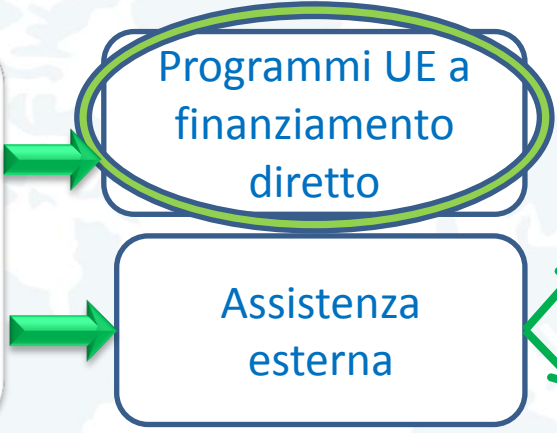 Programmi UE a
finanziamento
diretto
Assistenza
esterna